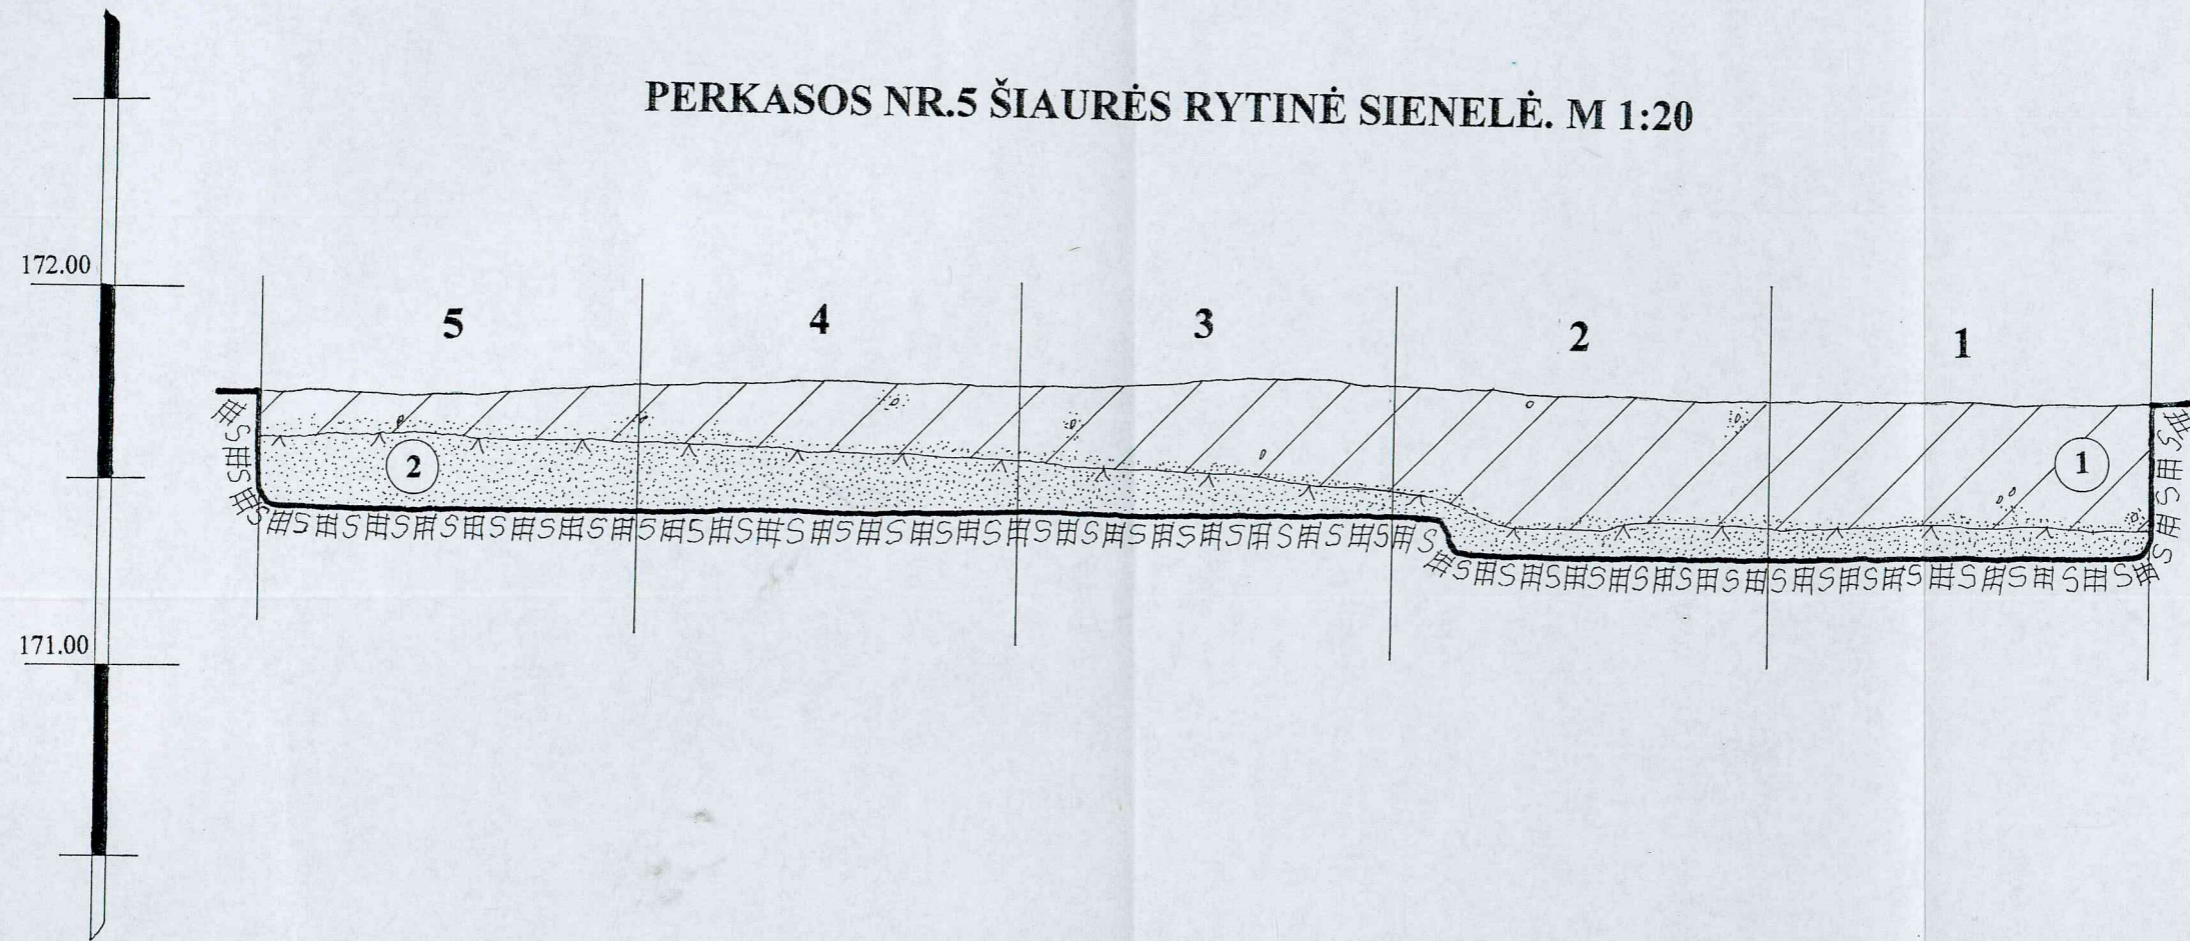 PERKASOS NR.5 ŠIAURĖS RYTINĖ SIENELĖ. M 1:20
172.00
5 4 3 2 1
2 1
171.00